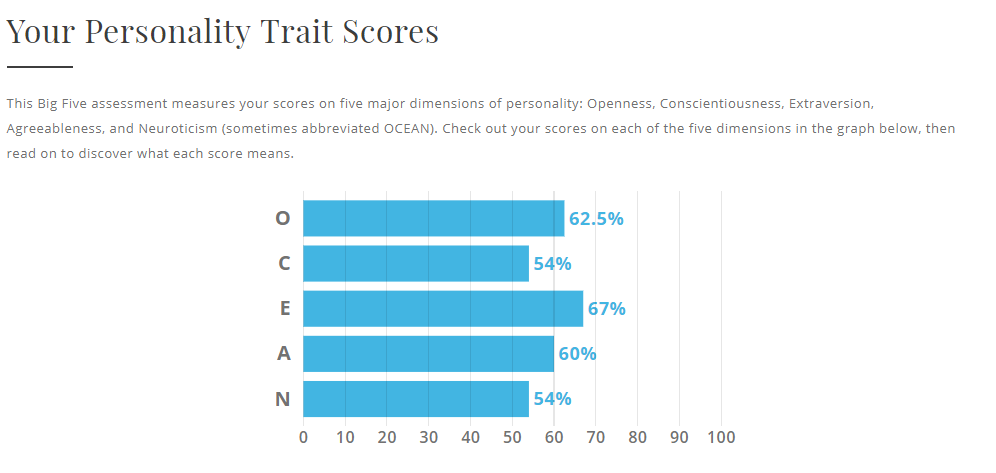 Your Personality Trait Scores
This Big Five assessment measures your scores on five major dimensions of personality: Openness, Conscientiousness, Extraversion,
Agreeableness, and Neuroticism (sometimes abbreviated OCEAN). Check out your scores on each of the five dimensions in the graph below, then
read on to discover what each score means.
O 62.5%
C 54%
E 67%
A 60%
N 54%
0 10 20 30 40 50 60 70 80 90 100